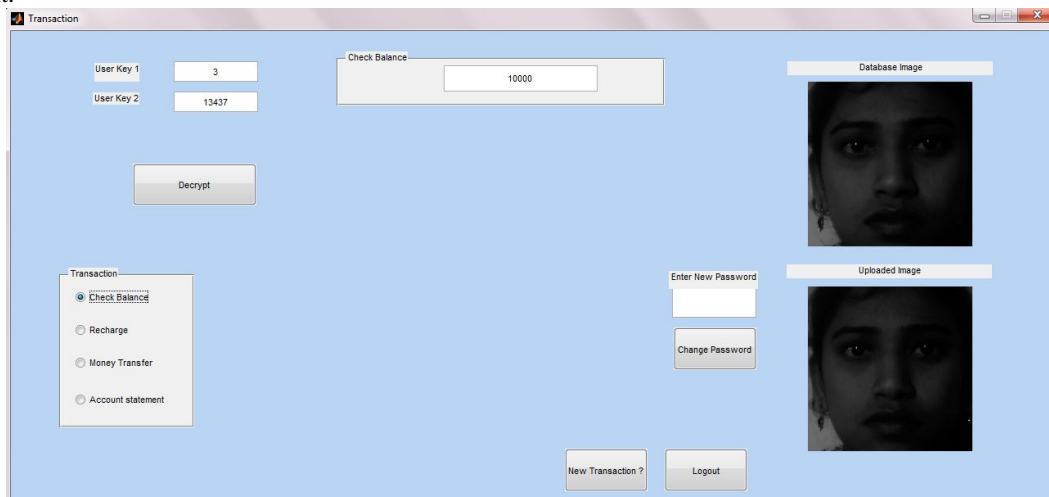 Transaction
User Key 1
3
User Key 2
13437
Decrypt
Check Balance
10000
Database Image
Transaction
Check Balance
Recharge
Money Transfer
Account statement
Enter New Password
Change Password
Uploaded Image
New Transaction ?
Logout